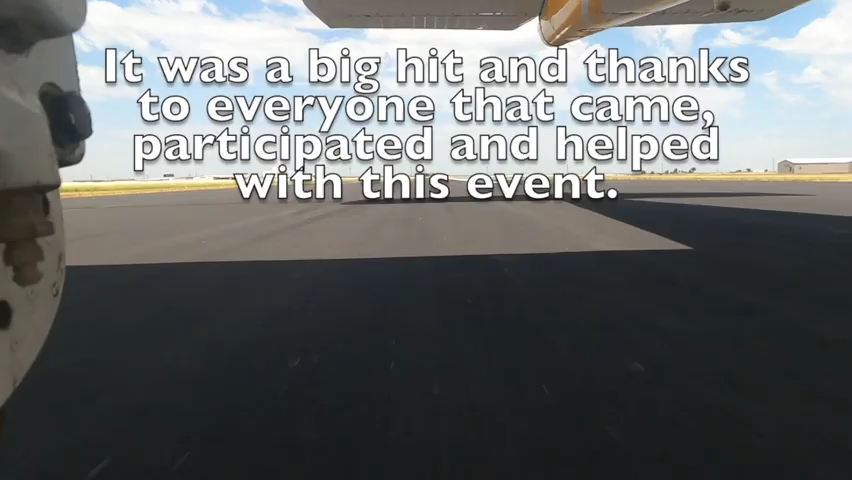 It was a big hit and thanks
to everyone that came,
participated and helped
with this event.